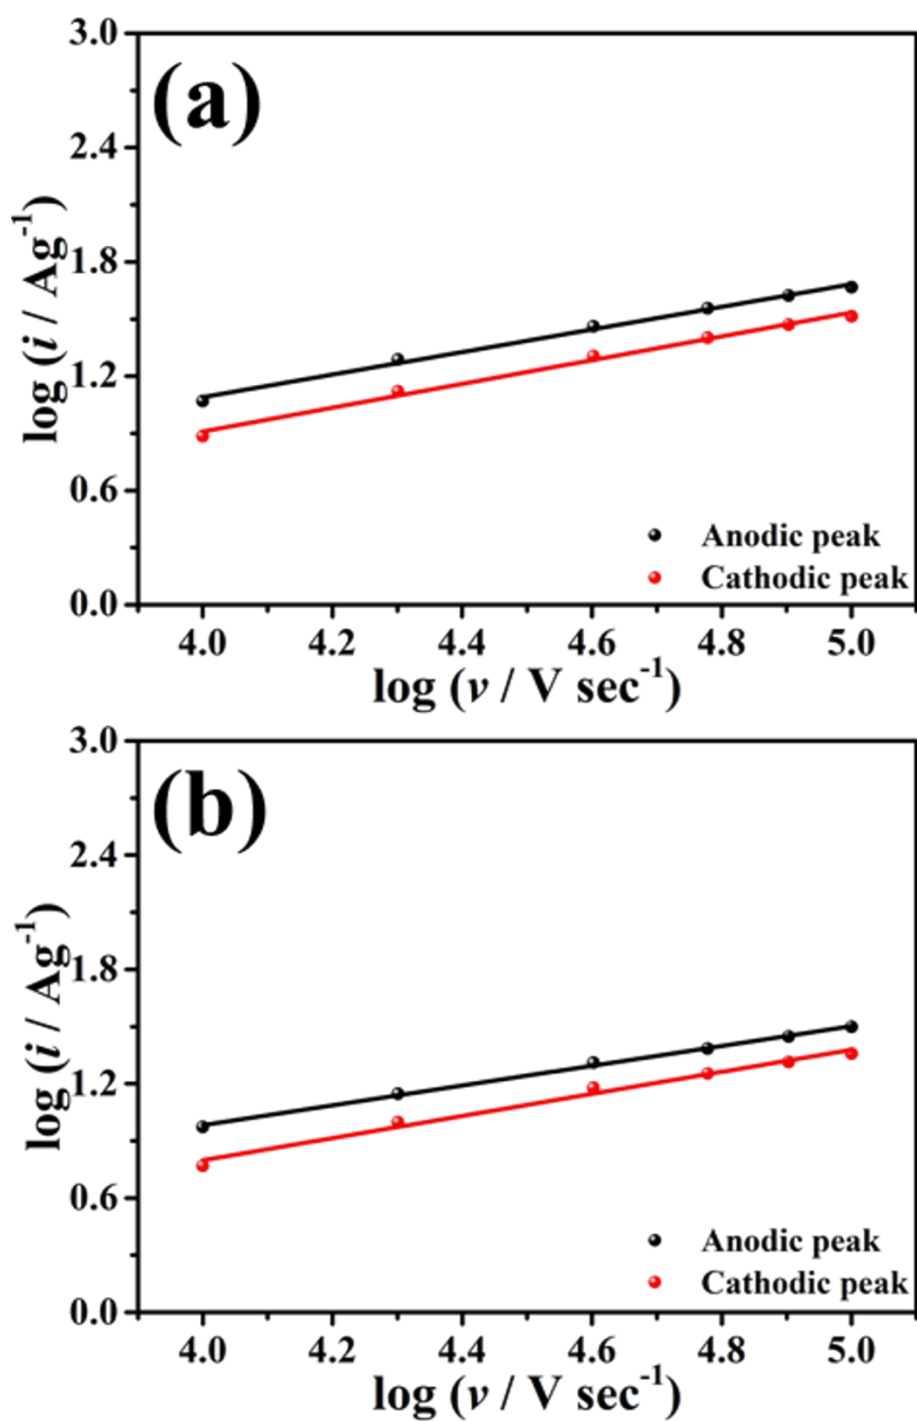 (a)
3.0
2.4
1.8
1.2
0.6
0.0
log (i / Ag⁻¹)
Anodic peak
Cathodic peak
4.0 4.2 4.4 4.6 4.8 5.0
log (v / V sec⁻¹)
(b)
3.0
2.4
1.8
1.2
0.6
0.0
log (i / Ag⁻¹)
Anodic peak
Cathodic peak
4.0 4.2 4.4 4.6 4.8 5.0
log (v / V sec⁻¹)